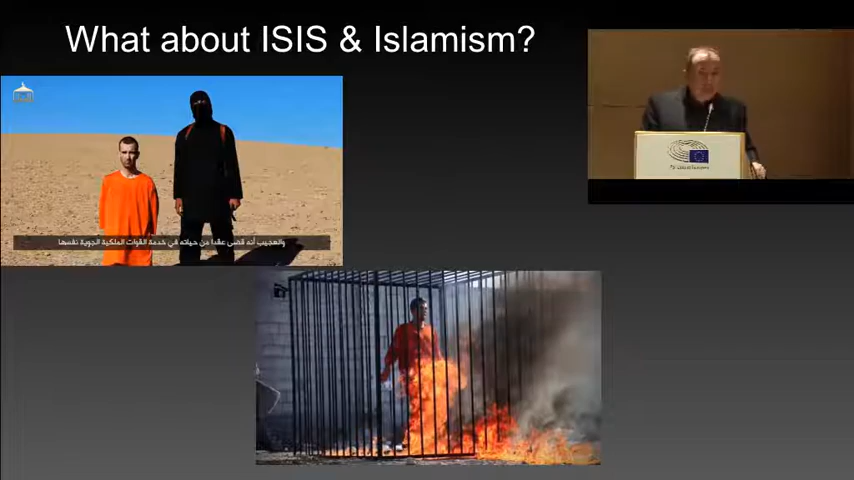 What about ISIS & Islamism?
والعجيب أنه قضى عقدا من حياته في خدمة القوات الملكية الجوية نفسها